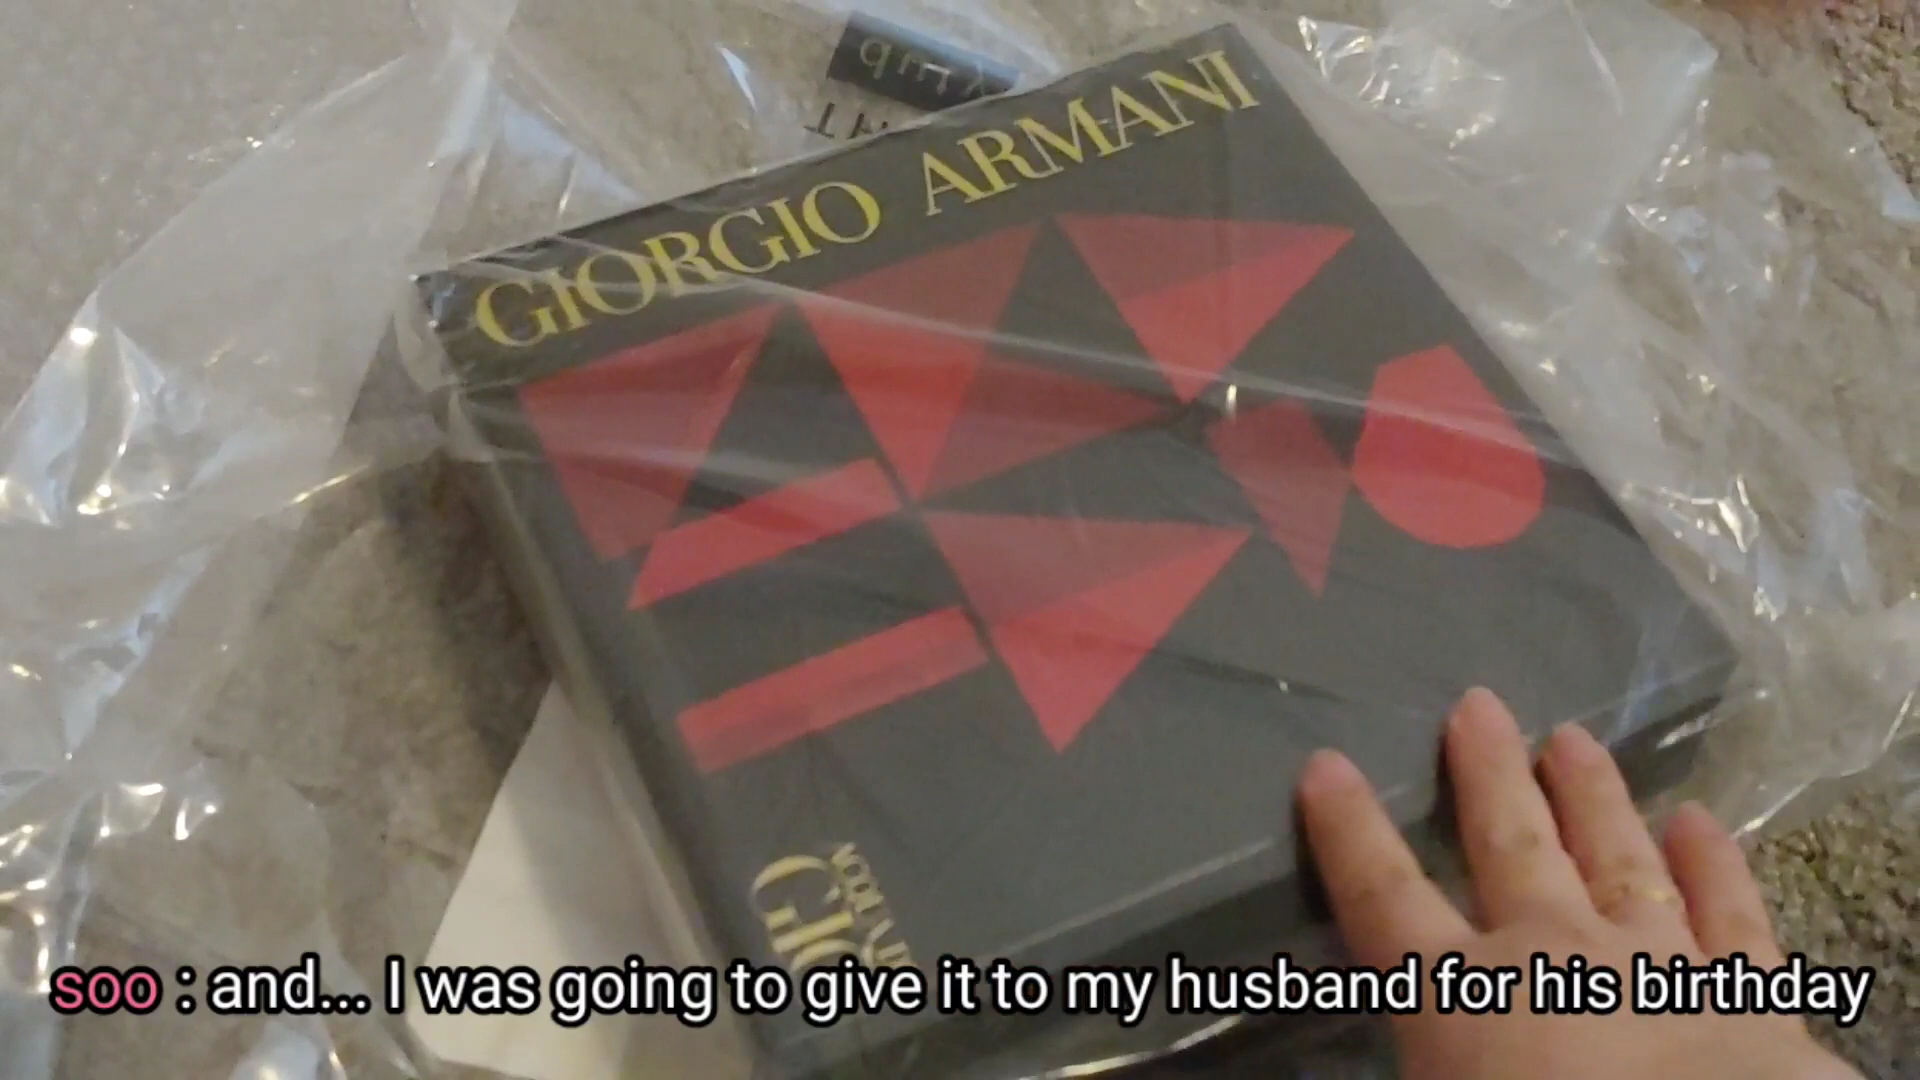 GIORGIO ARMANI
soo : and... I was going to give it to my husband for his birthday